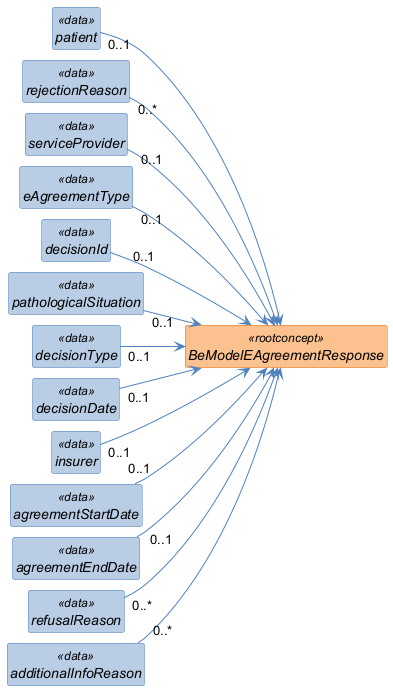 «data»
patient
0..1
«data»
rejectionReason
0..*
«data»
serviceProvider
0..1
«data»
eAgreementType
0..1
«data»
decisionId
0..1
«data»
pathologicalSituation
0..1
«rootconcept»
BeModelEAgreementResponse
«data»
decisionType
0..1
«data»
decisionDate
0..1
«data»
insurer
0..1
«data»
agreementStartDate
0..1
«data»
agreementEndDate
0..1
«data»
refusalReason
0..*
«data»
additionalInfoReason
0..*